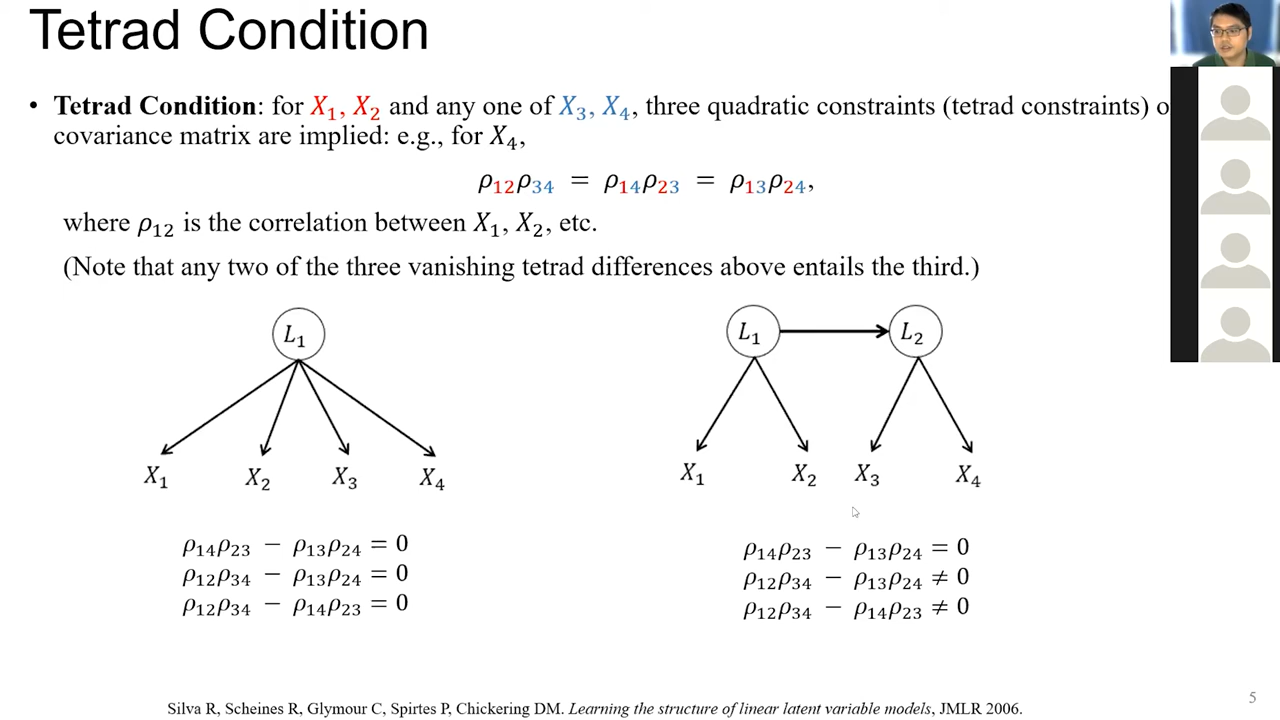 Tetrad Condition
• Tetrad Condition: for X₁, X₂ and any one of X₃, X₄, three quadratic constraints (tetrad constraints) o
covariance matrix are implied: e.g., for X₄,
ρ₁₂ρ₃₄ = ρ₁₄ρ₂₃ = ρ₁₃ρ₂₄,
where ρ₁₂ is the correlation between X₁, X₂, etc.
(Note that any two of the three vanishing tetrad differences above entails the third.)
L₁
X₁ X₂ X₃ X₄
ρ₁₄ρ₂₃ − ρ₁₃ρ₂₄ = 0
ρ₁₂ρ₃₄ − ρ₁₃ρ₂₄ = 0
ρ₁₂ρ₃₄ − ρ₁₄ρ₂₃ = 0
L₁ L₂
X₁ X₂ X₃ X₄
ρ₁₄ρ₂₃ − ρ₁₃ρ₂₄ = 0
ρ₁₂ρ₃₄ − ρ₁₃ρ₂₄ ≠ 0
ρ₁₂ρ₃₄ − ρ₁₄ρ₂₃ ≠ 0
Silva R, Scheines R, Glymour C, Spirtes P, Chickering DM. Learning the structure of linear latent variable models, JMLR 2006.
5